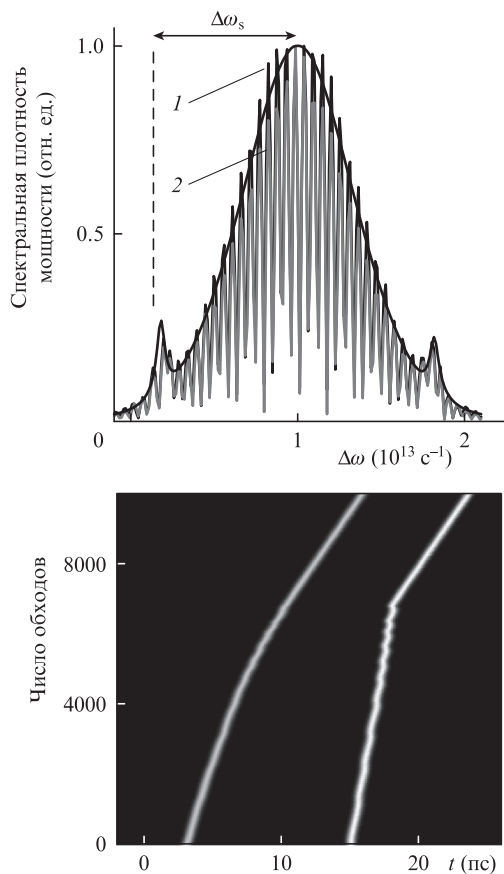 Δωs
1.0
1
2
0.5
Спектральная плотность
мощности (отн. ед.)
0
1
2
Δω (10¹³ с⁻¹)
8000
4000
0
Число обходов
0
10
20
t (пс)